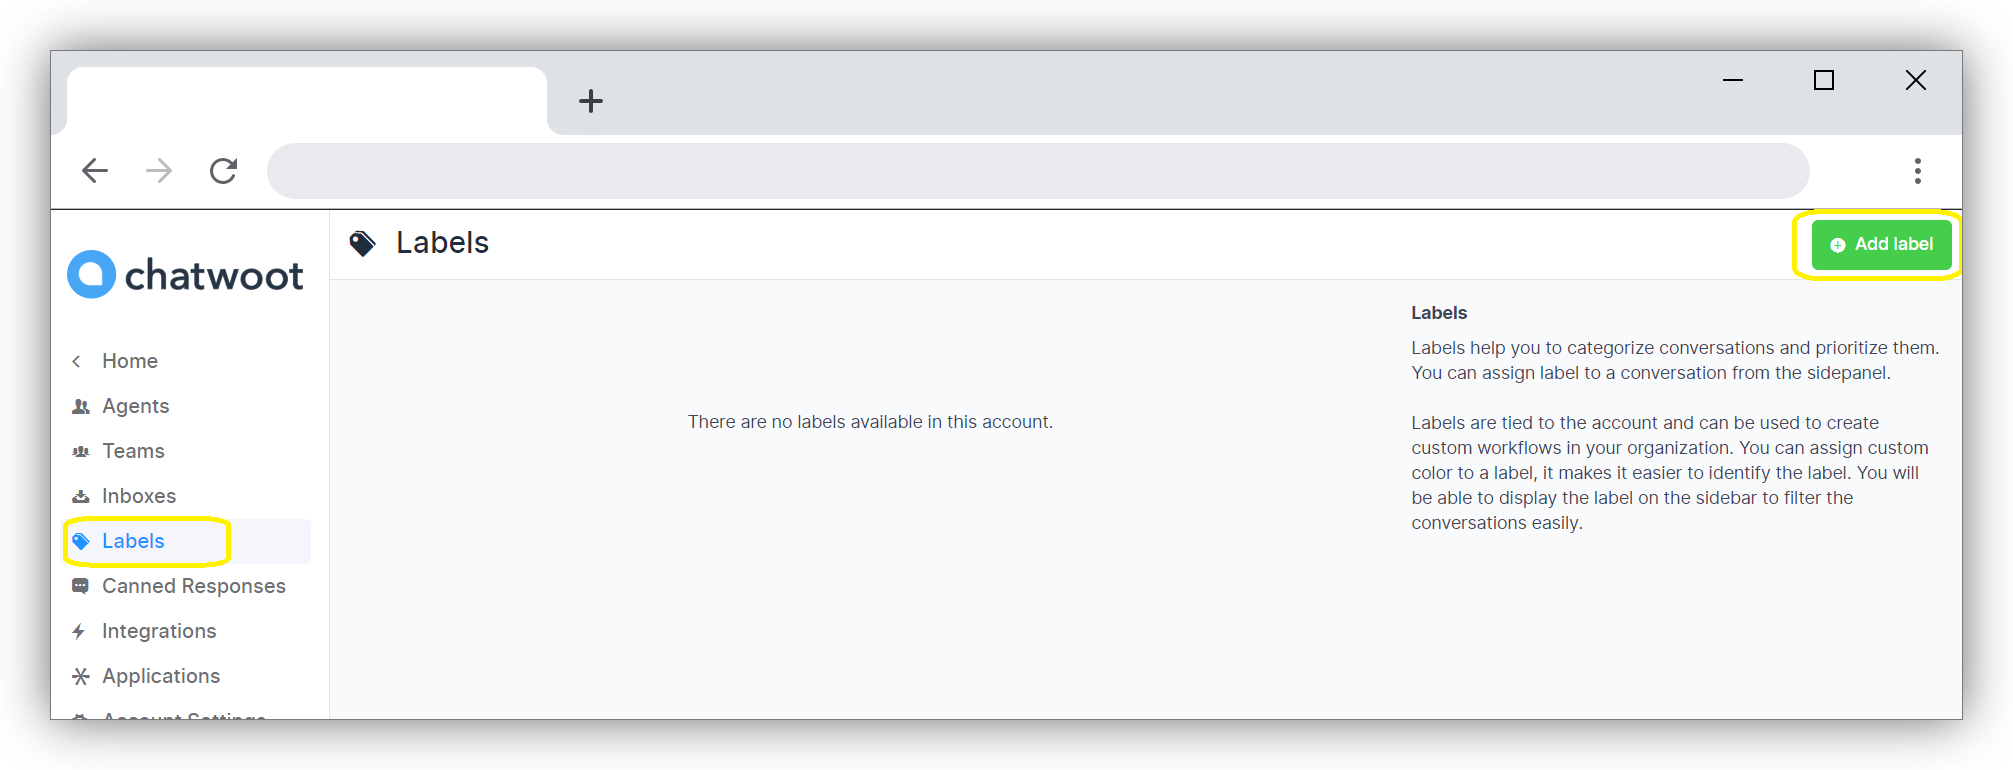 chatwoot
Home
Agents
Teams
Inboxes
Labels
Canned Responses
Integrations
Applications
Account Settings
Labels
Add label
There are no labels available in this account.
Labels
Labels help you to categorize conversations and prioritize them.
You can assign label to a conversation from the sidepanel.
Labels are tied to the account and can be used to create
custom workflows in your organization. You can assign custom
color to a label, it makes it easier to identify the label. You will
be able to display the label on the sidebar to filter the
conversations easily.